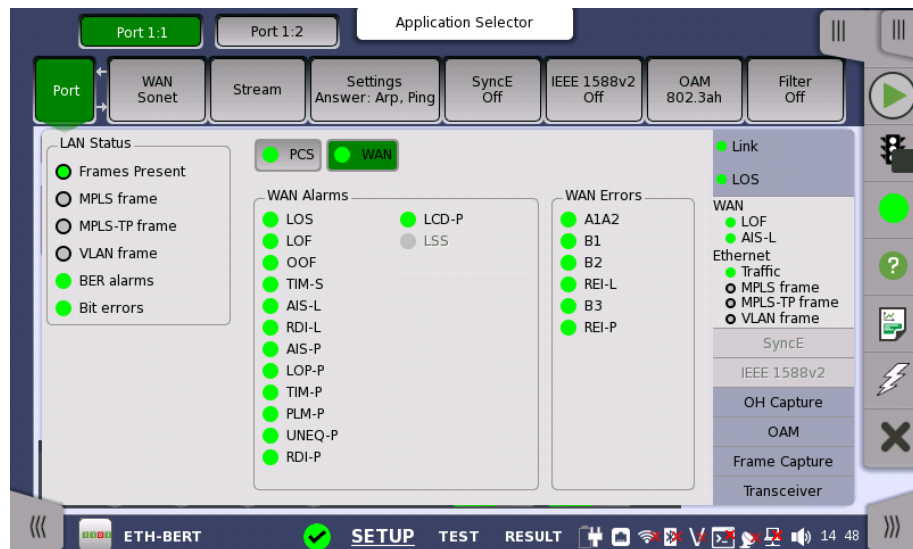 Application Selector
Port 1:1
Port 1:2
Port
WAN
Sonet
Stream
Settings
Answer: Arp, Ping
SyncE
Off
IEEE 1588v2
Off
OAM
802.3ah
Filter
Off
LAN Status
Frames Present
MPLS frame
MPLS-TP frame
VLAN frame
BER alarms
Bit errors
PCS
WAN
WAN Alarms
LOS
LOF
OOF
TIM-S
AIS-L
RDI-L
AIS-P
LOP-P
TIM-P
PLM-P
UNEQ-P
RDI-P
LCD-P
LSS
WAN Errors
A1A2
B1
B2
REI-L
B3
REI-P
Link
LOS
WAN
LOF
AIS-L
Ethernet
Traffic
MPLS frame
MPLS-TP frame
VLAN frame
SyncE
IEEE 1588v2
OH Capture
OAM
Frame Capture
Transceiver
ETH-BERT
SETUP
TEST
RESULT
14 48